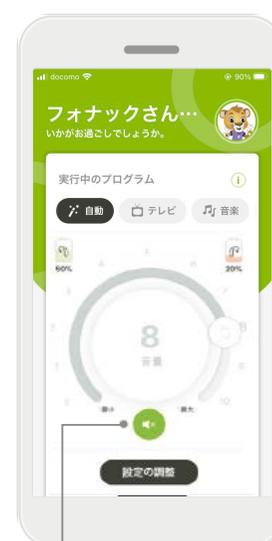 docomo 90%
フォナックさん…
いかがお過ごしでしょうか。
実行中のプログラム i
自動 テレビ 音楽
60% 20%
8
音量
最小 最大
10
設定の調整